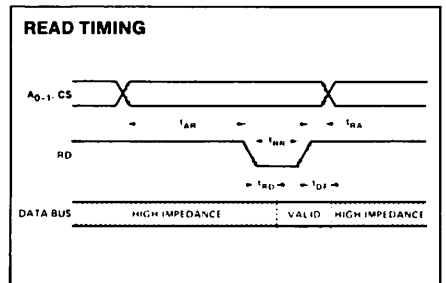 READ TIMING
A0-1, CS
tAR
tRA
tRR
RD
tRD
tDF
DATA BUS
HIGH IMPEDANCE
VALID
HIGH IMPEDANCE